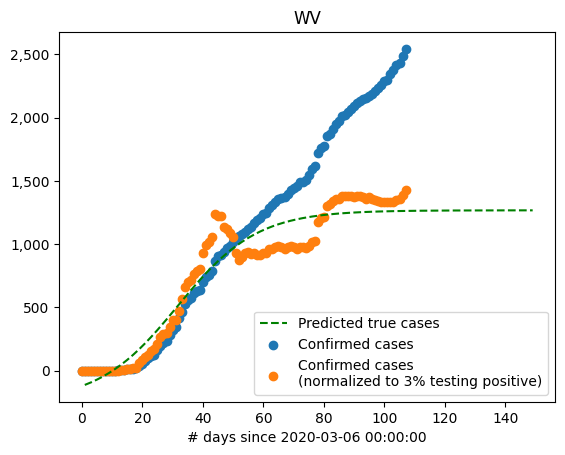 WV
2,500
2,000
1,500
1,000
500
0
Predicted true cases
Confirmed cases
Confirmed cases
(normalized to 3% testing positive)
0 20 40 60 80 100 120 140
# days since 2020-03-06 00:00:00